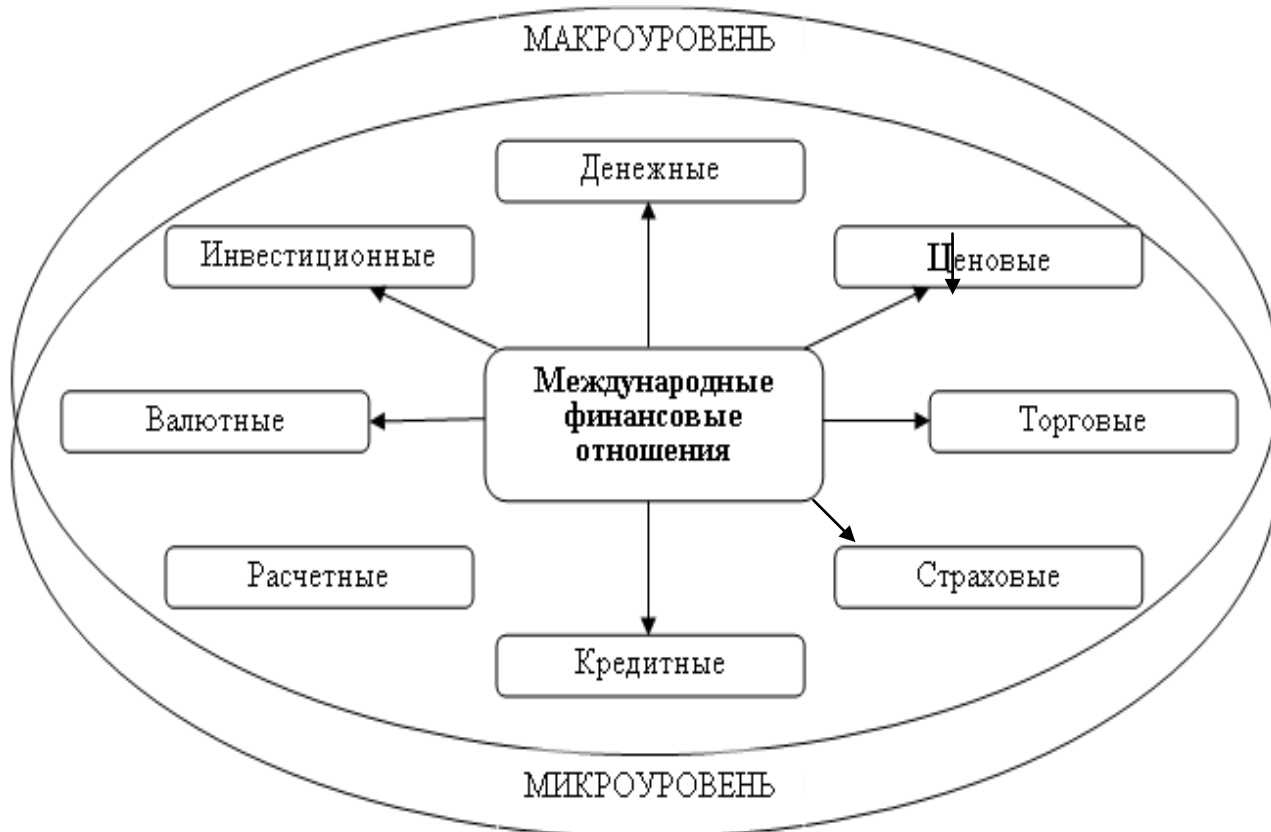 МАКРОУРОВЕНЬ
Денежные
Инвестиционные
Ценовые
Международные
финансовые
отношения
Валютные
Торговые
Расчетные
Страховые
Кредитные
МИКРОУРОВЕНЬ